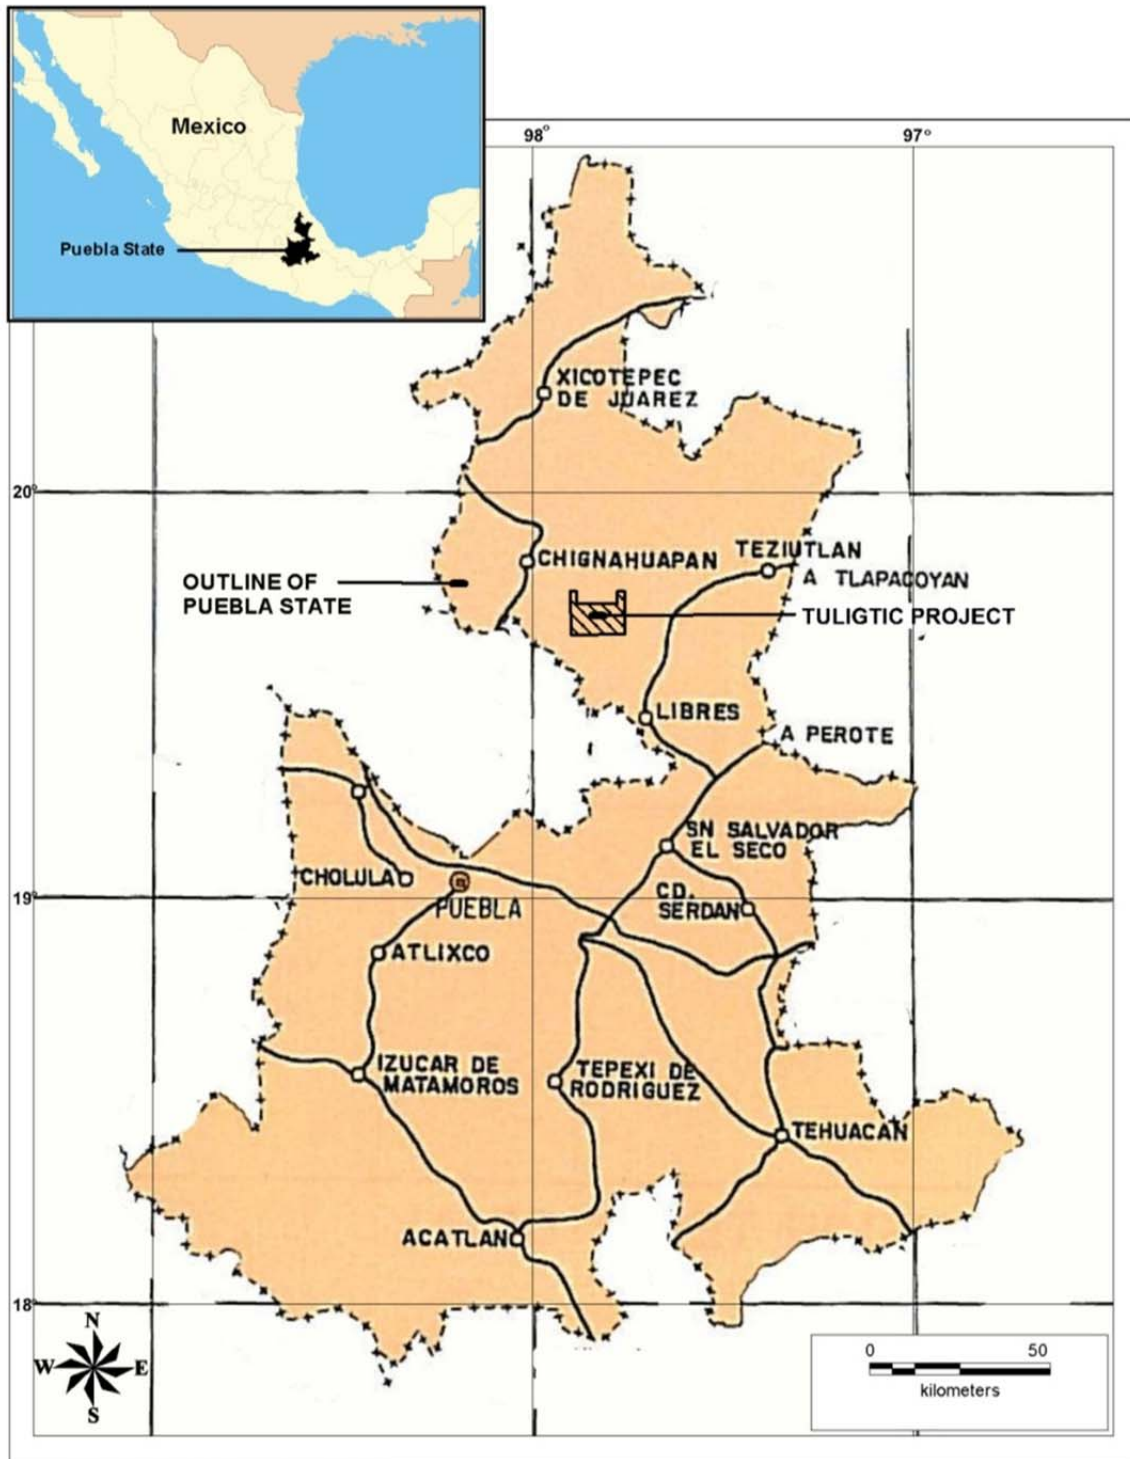 Mexico
Puebla State
98°
97°
XICOTEPEC
DE JUAREZ
20°
CHIGNAHUAPAN
TEZIUTLAN
A TLAPACOYAN
OUTLINE OF
PUEBLA STATE
TULIGTIC PROJECT
LIBRES
A PEROTE
SN SALVADOR
EL SECO
CHOLULA
19°
CD.
SERDAN
PUEBLA
ATLIXCO
IZUCAR DE
MATAMOROS
TEPEXI DE
RODRIGUEZ
TEHUACAN
ACATLAN
18°
N
W E
S
0 50
kilometers